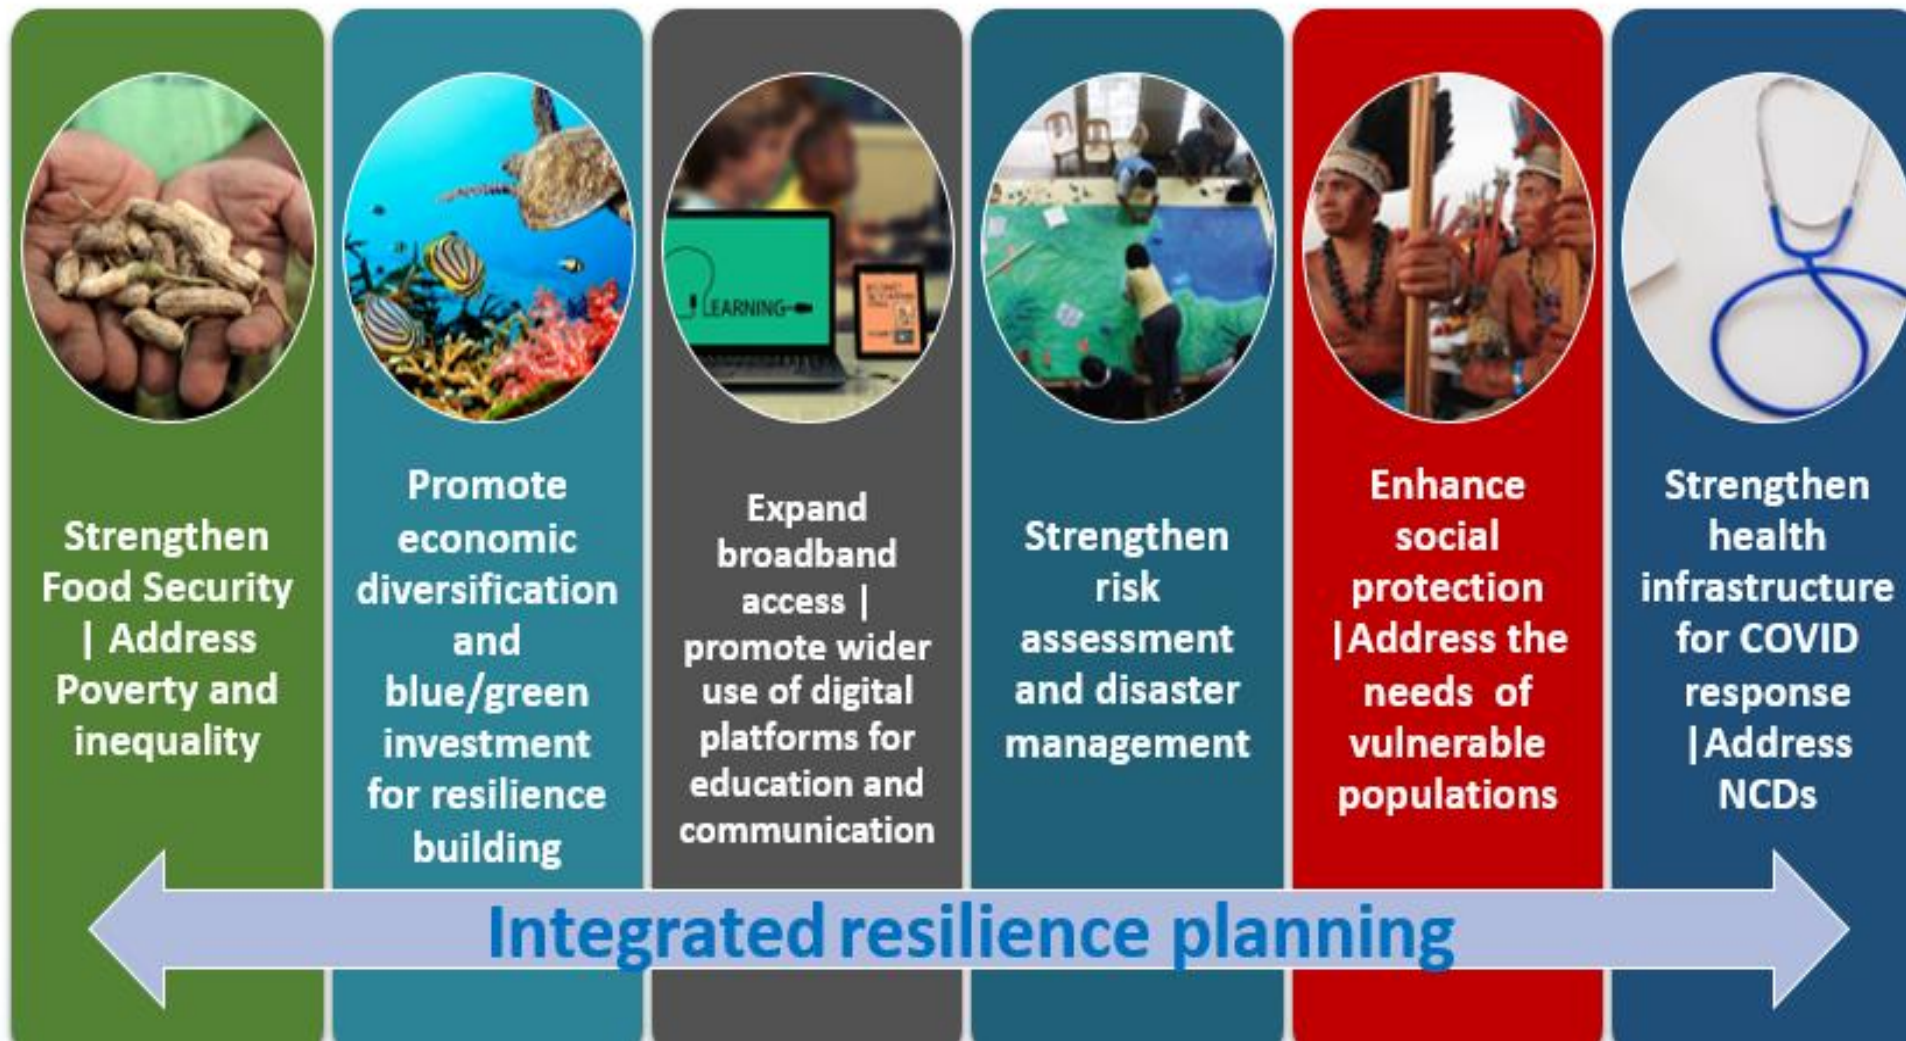 LEARNING
Strengthen
Food Security
| Address
Poverty and
inequality
Promote
economic
diversification
and
blue/green
investment
for resilience
building
Expand
broadband
access |
promote wider
use of digital
platforms for
education and
communication
Strengthen
risk
assessment
and disaster
management
Enhance
social
protection
|Address the
needs of
vulnerable
populations
Strengthen
health
infrastructure
for COVID
response
|Address
NCDs
Integrated resilience planning